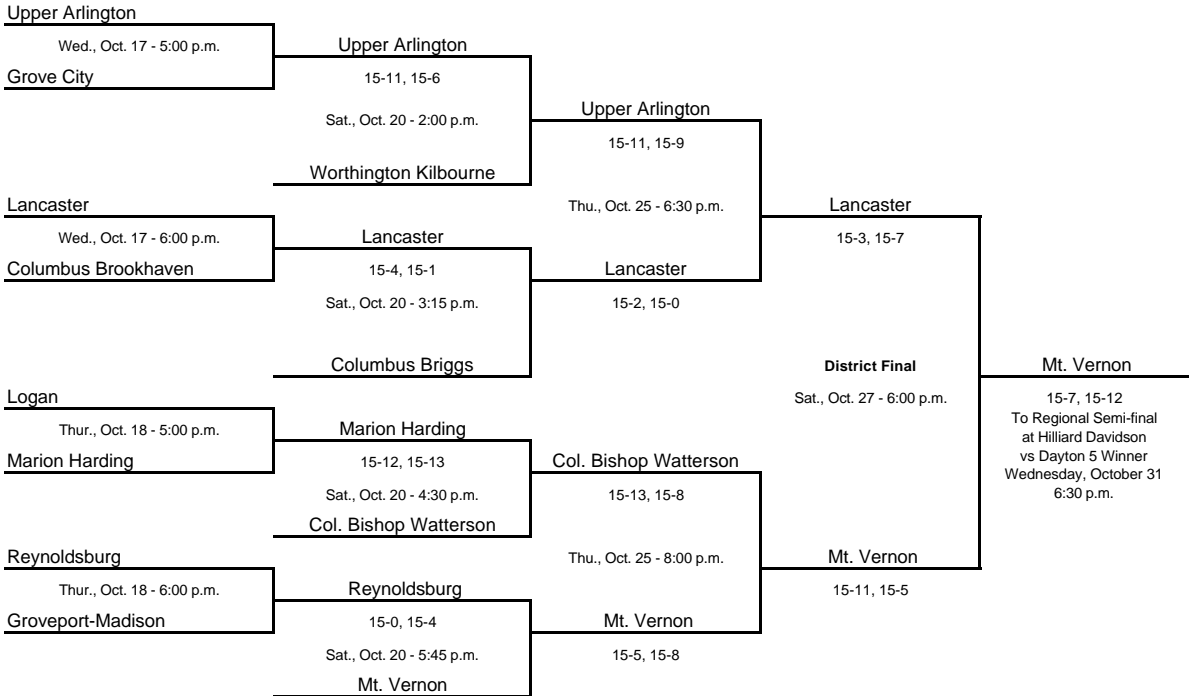 Upper Arlington
Wed., Oct. 17 - 5:00 p.m.
Grove City
Upper Arlington
15-11, 15-6
Sat., Oct. 20 - 2:00 p.m.
Worthington Kilbourne
Upper Arlington
15-11, 15-9
Thu., Oct. 25 - 6:30 p.m.
Lancaster
Wed., Oct. 17 - 6:00 p.m.
Columbus Brookhaven
Lancaster
15-4, 15-1
Sat., Oct. 20 - 3:15 p.m.
Columbus Briggs
Lancaster
15-2, 15-0
Lancaster
15-3, 15-7
District Final
Sat., Oct. 27 - 6:00 p.m.
Logan
Thur., Oct. 18 - 5:00 p.m.
Marion Harding
Marion Harding
15-12, 15-13
Sat., Oct. 20 - 4:30 p.m.
Col. Bishop Watterson
Col. Bishop Watterson
15-13, 15-8
Thu., Oct. 25 - 8:00 p.m.
Reynoldsburg
Thur., Oct. 18 - 6:00 p.m.
Groveport-Madison
Reynoldsburg
15-0, 15-4
Sat., Oct. 20 - 5:45 p.m.
Mt. Vernon
Mt. Vernon
15-5, 15-8
Mt. Vernon
15-11, 15-5
Mt. Vernon
15-7, 15-12
To Regional Semi-final
at Hilliard Davidson
vs Dayton 5 Winner
Wednesday, October 31
6:30 p.m.